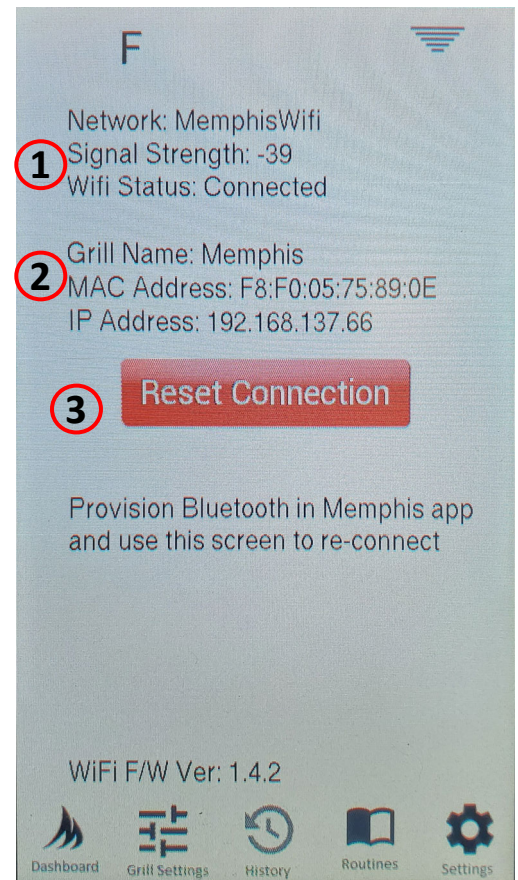 F
Network: MemphisWifi
1
Signal Strength: -39
Wifi Status: Connected
Grill Name: Memphis
2
MAC Address: F8:F0:05:75:89:0E
IP Address: 192.168.137.66
Reset Connection
3
Provision Bluetooth in Memphis app
and use this screen to re-connect
WiFi F/W Ver: 1.4.2
Dashboard Grill Settings History Routines Settings